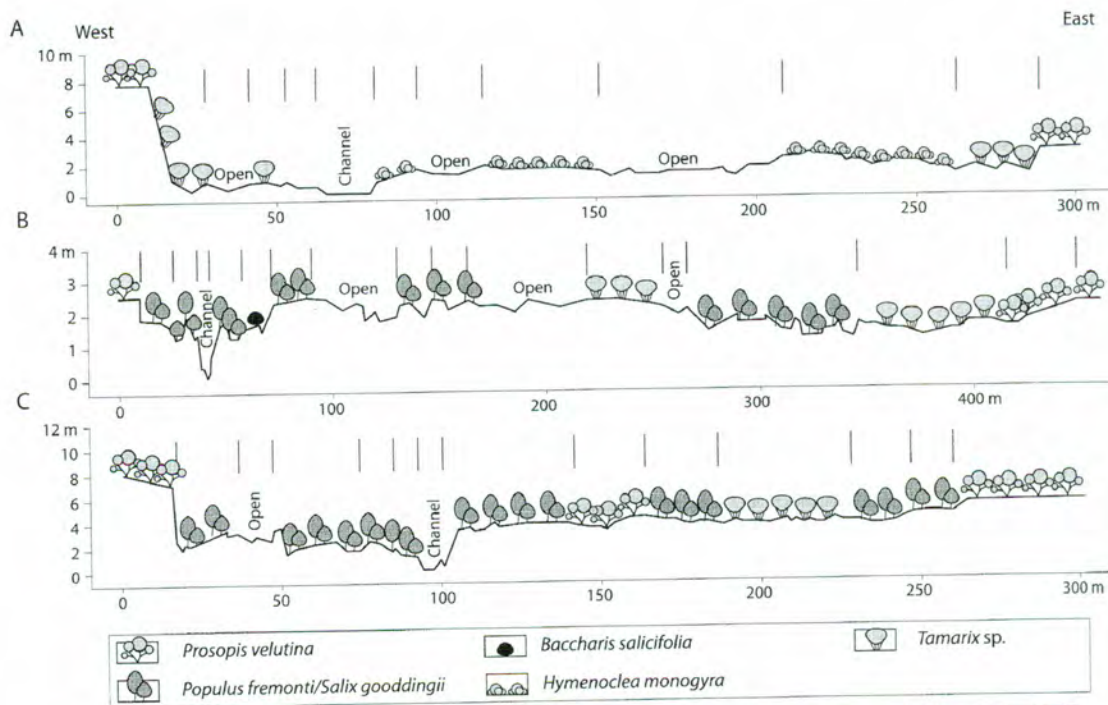 A West East
10 m
8
6
4
2
0
Open Channel Open Open
0 50 100 150 200 250 300 m
B
4 m
3
2
1
0
Channel Open Open Open
0 100 200 300 400 m
C
12 m
10
8
6
4
2
0
Open Channel
0 50 100 150 200 250 300 m
Prosopis velutina Baccharis salicifolia Tamarix sp.
Populus fremonti/Salix gooddingii Hymenoclea monogyra